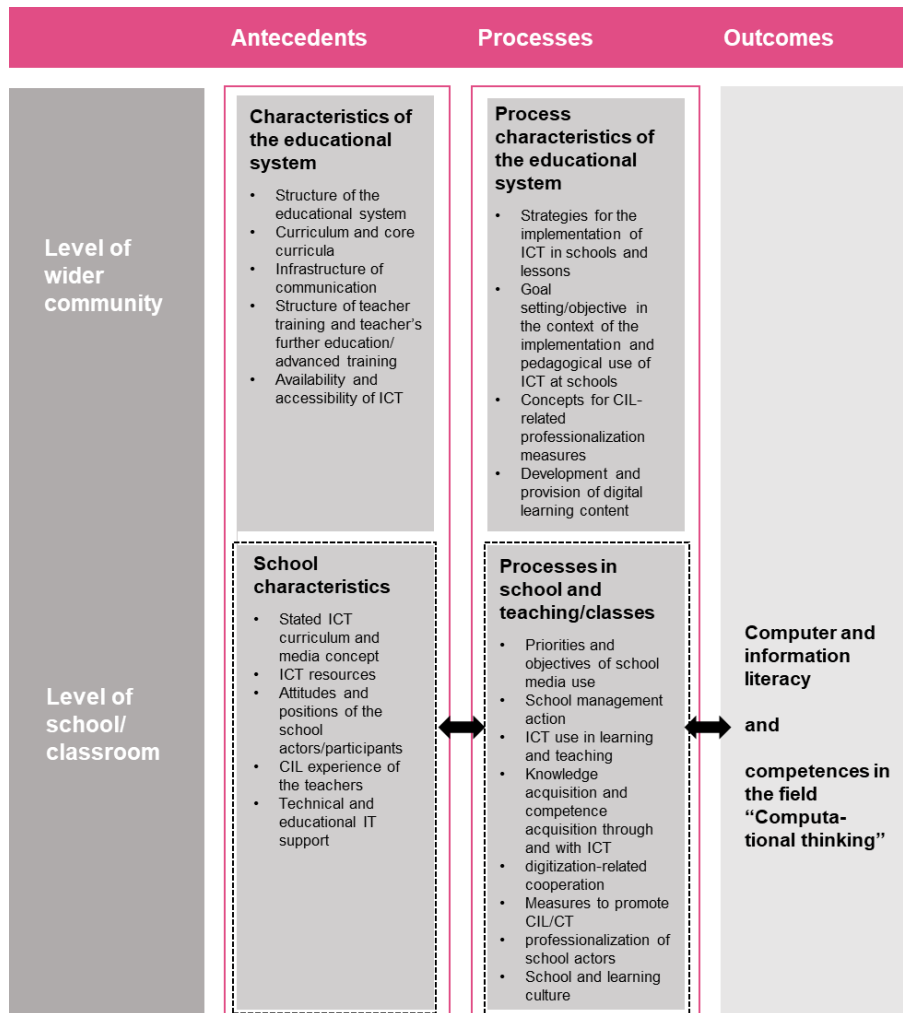 Antecedents
Processes
Outcomes
Level of
wider
community
Characteristics of
the educational
system
• Structure of the
educational system
• Curriculum and core
curricula
• Infrastructure of
communication
• Structure of teacher
training and teacher's
further education/
advanced training
• Availability and
accessibility of ICT
Process
characteristics of
the educational
system
• Strategies for the
implementation of
ICT in schools and
lessons
• Goal
setting/objective in
the context of the
implementation and
pedagogical use of
ICT at schools
• Concepts for CIL-
related
professionalization
measures
• Development and
provision of digital
learning content
Level of
school/
classroom
School
characteristics
• Stated ICT
curriculum and
media concept
• ICT resources
• Attitudes and
positions of the
school
actors/participants
• CIL experience of
the teachers
• Technical and
educational IT
support
Processes in
school and
teaching/classes
• Priorities and
objectives of school
media use
• School management
action
• ICT use in learning
and teaching
• Knowledge
acquisition and
competence
acquisition through
and with ICT
• digitization-related
cooperation
• Measures to promote
CIL/CT
• professionalization of
school actors
• School and learning
culture
Computer and
information
literacy
and
competences in
the field
“Computa-
tional thinking”